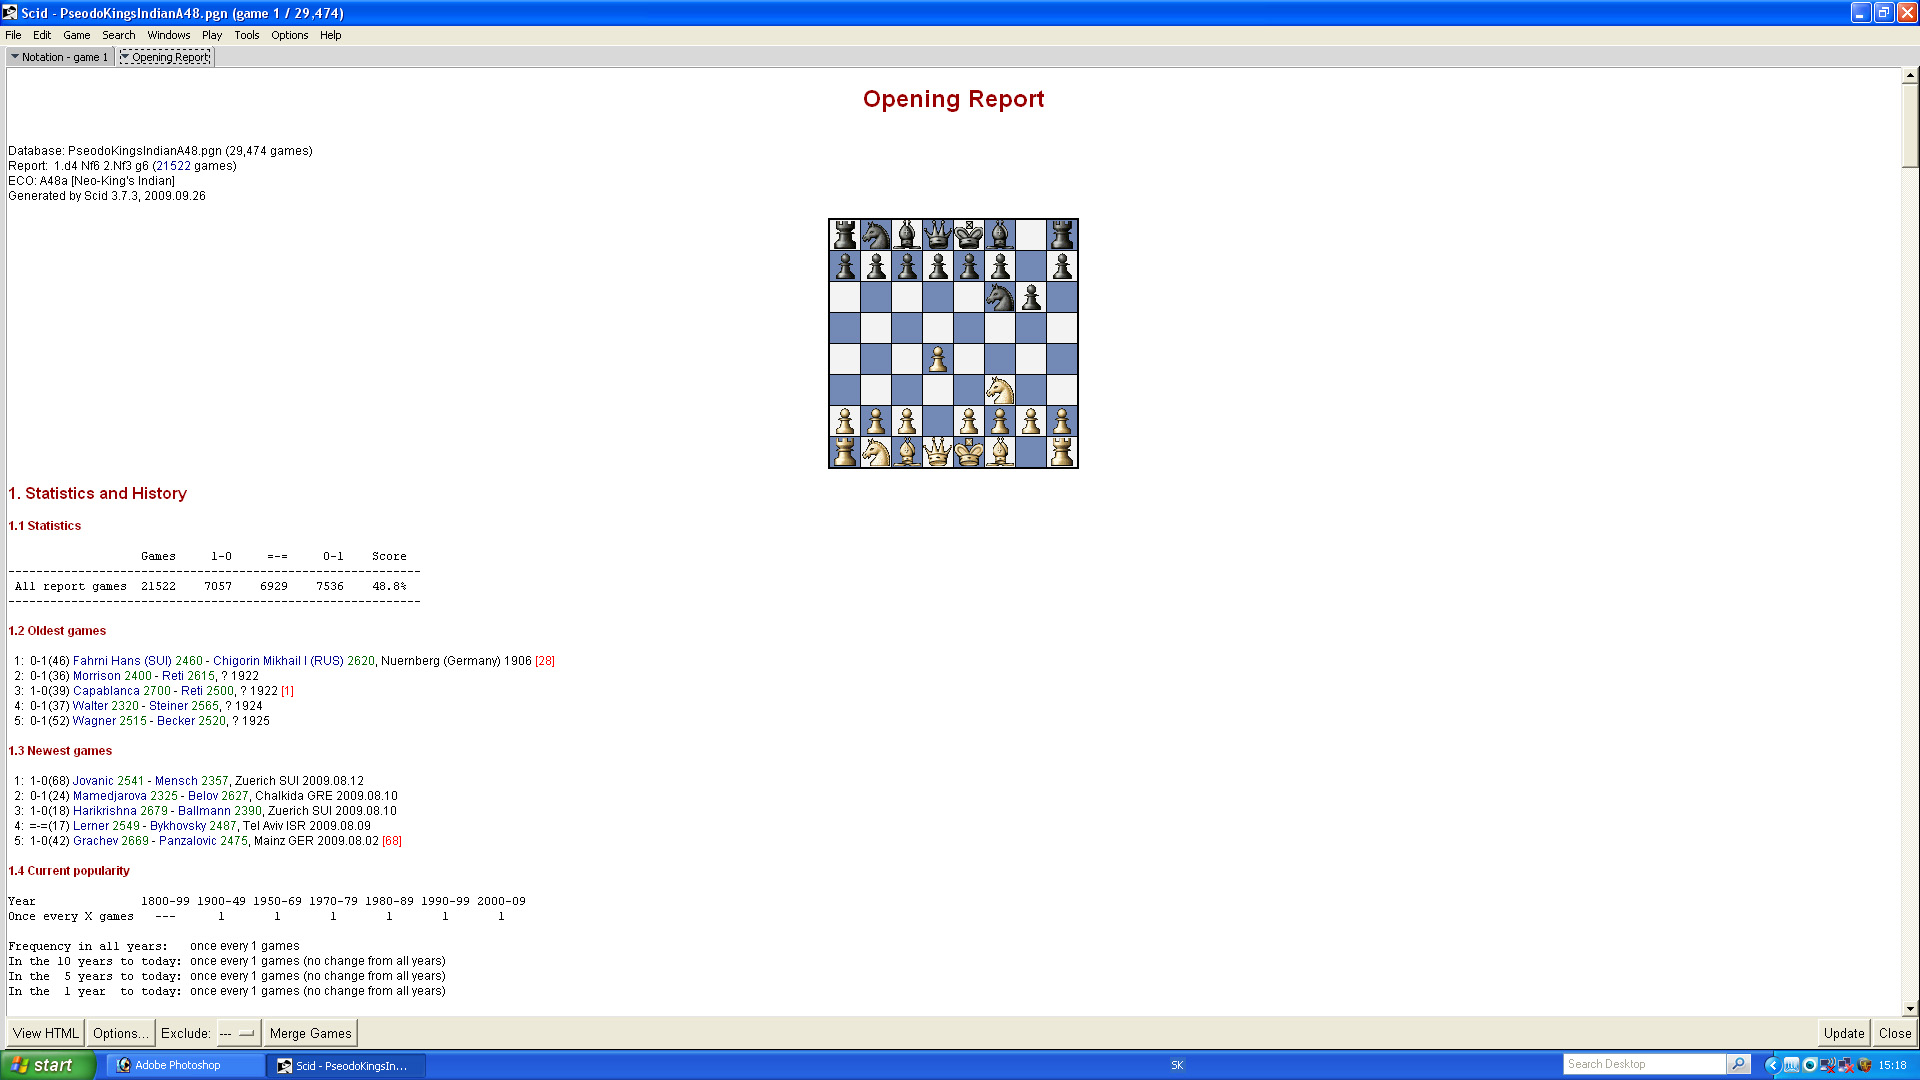 Scid - PseodoKingsIndianA48.pgn (game 1 / 29,474)
File Edit Game Search Windows Play Tools Options Help
Notation - game 1 Opening Report
Opening Report
Database: PseodoKingsIndianA48.pgn (29,474 games)
Report: 1.d4 Nf6 2.Nf3 g6 (21522 games)
ECO: A48a [Neo-King's Indian]
Generated by Scid 3.7.3, 2009.09.26
1. Statistics and History
1.1 Statistics
Games 1-0 =-= 0-1 Score
------------------------------------------------------------
All report games 21522 7057 6929 7536 48.8%
------------------------------------------------------------
1.2 Oldest games
1: 0-1(46) Fahrni Hans (SUI) 2460 - Chigorin Mikhail I (RUS) 2620, Nuernberg (Germany) 1906 [28]
2: 0-1(36) Morrison 2400 - Reti 2615, ? 1922
3: 1-0(39) Capablanca 2700 - Reti 2500, ? 1922 [1]
4: 0-1(37) Walter 2320 - Steiner 2565, ? 1924
5: 0-1(52) Wagner 2515 - Becker 2520, ? 1925
1.3 Newest games
1: 1-0(68) Jovanic 2541 - Mensch 2357, Zuerich SUI 2009.08.12
2: 0-1(24) Mamedjarova 2325 - Belov 2627, Chalkida GRE 2009.08.10
3: 1-0(18) Harikrishna 2679 - Ballmann 2390, Zuerich SUI 2009.08.10
4: =-=(17) Lerner 2549 - Bykhovsky 2487, Tel Aviv ISR 2009.08.09
5: 1-0(42) Grachev 2669 - Panzalovic 2475, Mainz GER 2009.08.02 [68]
1.4 Current popularity
Year 1800-99 1900-49 1950-69 1970-79 1980-89 1990-99 2000-09
Once every X games --- 1 1 1 1 1 1
Frequency in all years: once every 1 games
In the 10 years to today: once every 1 games (no change from all years)
In the 5 years to today: once every 1 games (no change from all years)
In the 1 year to today: once every 1 games (no change from all years)
View HTML Options... Exclude: --- Merge Games Update Close
start Adobe Photoshop Scid - PseodoKingsIn... SK Search Desktop 15:18